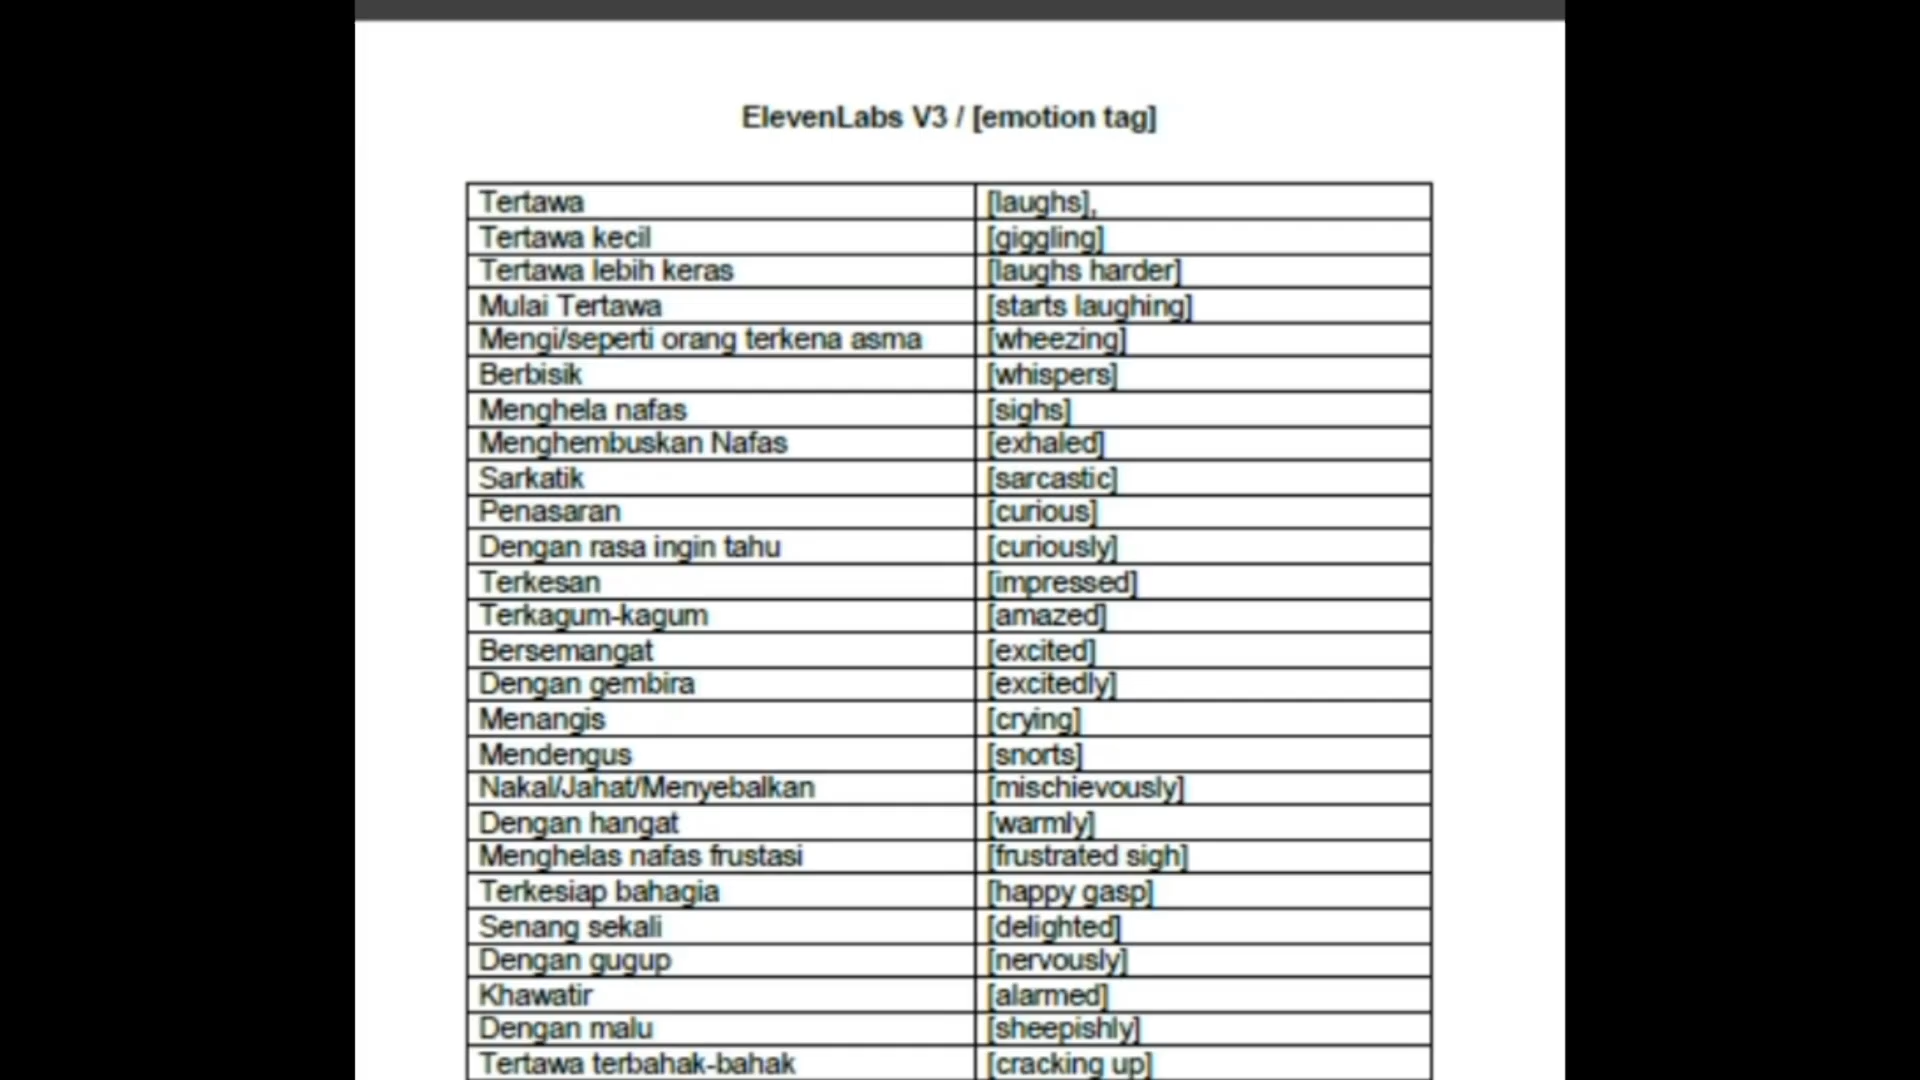 ElevenLabs V3 / [emotion tag]
Tertawa [laughs],
Tertawa kecil [giggling]
Tertawa lebih keras [laughs harder]
Mulai Tertawa [starts laughing]
Mengi/seperti orang terkena asma [wheezing]
Berbisik [whispers]
Menghela nafas [sighs]
Menghembuskan Nafas [exhaled]
Sarkatik [sarcastic]
Penasaran [curious]
Dengan rasa ingin tahu [curiously]
Terkesan [impressed]
Terkagum-kagum [amazed]
Bersemangat [excited]
Dengan gembira [excitedly]
Menangis [crying]
Mendengus [snorts]
Nakal/Jahat/Menyebalkan [mischievously]
Dengan hangat [warmly]
Menghelas nafas frustasi [frustrated sigh]
Terkesiap bahagia [happy gasp]
Senang sekali [delighted]
Dengan gugup [nervously]
Khawatir [alarmed]
Dengan malu [sheepishly]
Tertawa terbahak-bahak [cracking up]